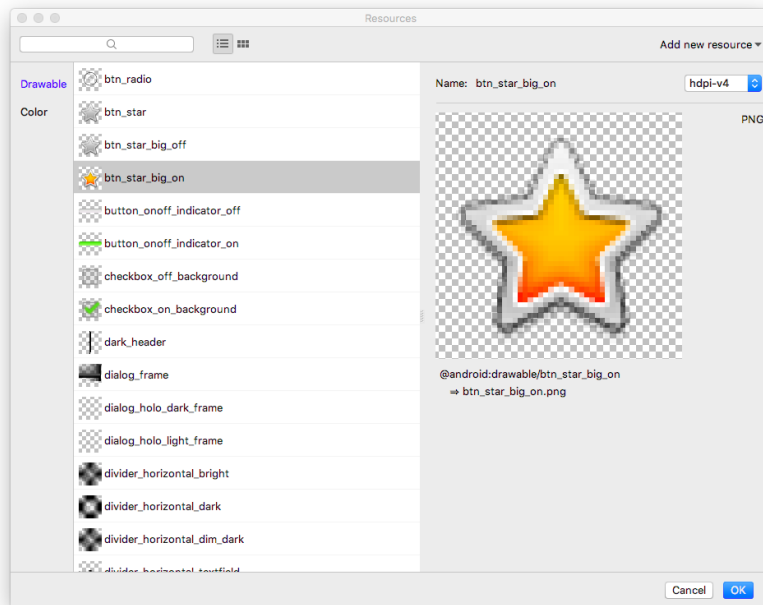 Resources
Add new resource
Drawable
Color
btn_radio
btn_star
btn_star_big_off
btn_star_big_on
button_onoff_indicator_off
button_onoff_indicator_on
checkbox_off_background
checkbox_on_background
dark_header
dialog_frame
dialog_holo_dark_frame
dialog_holo_light_frame
divider_horizontal_bright
divider_horizontal_dark
divider_horizontal_dim_dark
divider_horizontal_textfield
Name: btn_star_big_on
hdpi-v4
PNG
@android:drawable/btn_star_big_on
⇒ btn_star_big_on.png
Cancel
OK